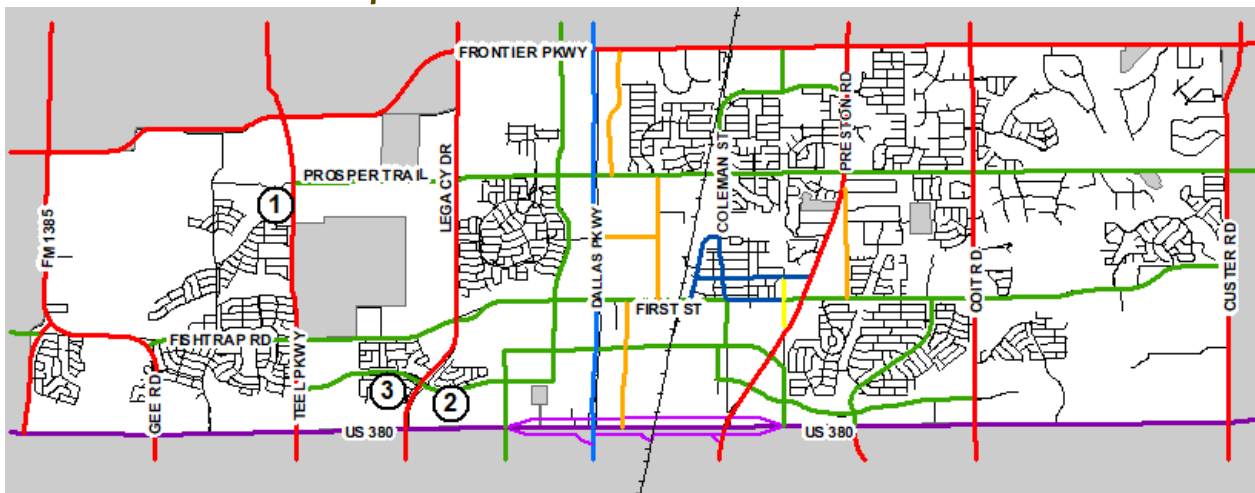 FRONTIER PKWY
PRESTON RD
COLEMAN ST
LEGACY DR
PROSPER TRAIL
1
FM 1385
DALLAS PKWY
COIT RD
CUSTER RD
FIRST ST
FISHTRAP RD
TEEL PKWY
GEE RD
3
2
US 380
US 380